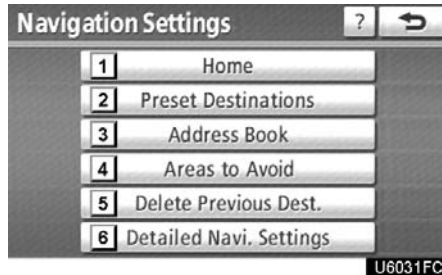 Navigation Settings ?
1 Home
2 Preset Destinations
3 Address Book
4 Areas to Avoid
5 Delete Previous Dest.
6 Detailed Navi. Settings
U6031FC